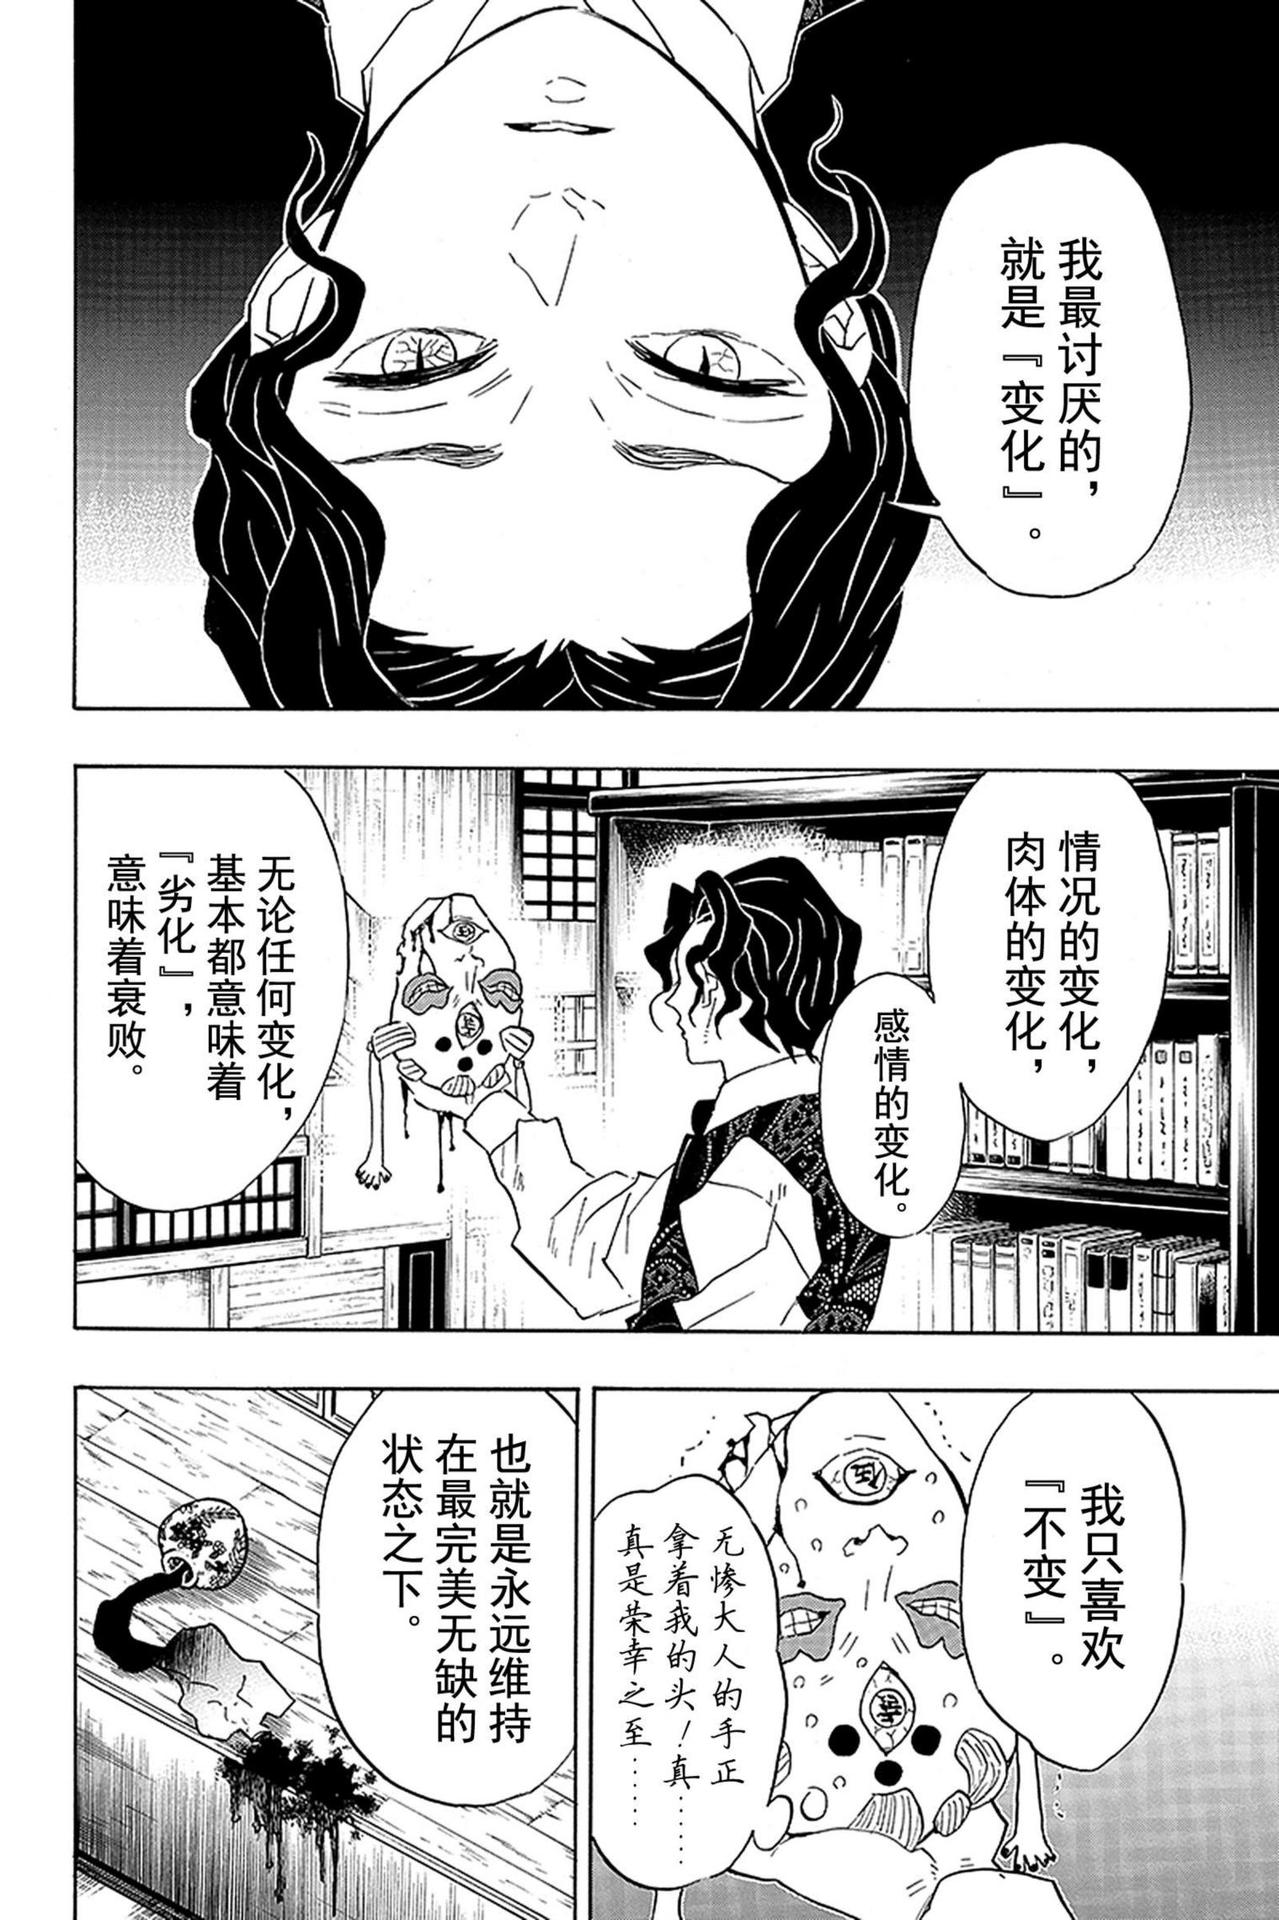 我最讨厌的，
就是『变化』。
情况的变化，
肉体的变化，
感情的变化。
无论任何变化，
基本都意味着
『劣化』，
意味着衰败。
我只喜欢
『不变』。
无惨大人的手正
拿着我的头！真……
真是荣幸之至……
也就是永远维持
在最完美无缺的
状态之下。